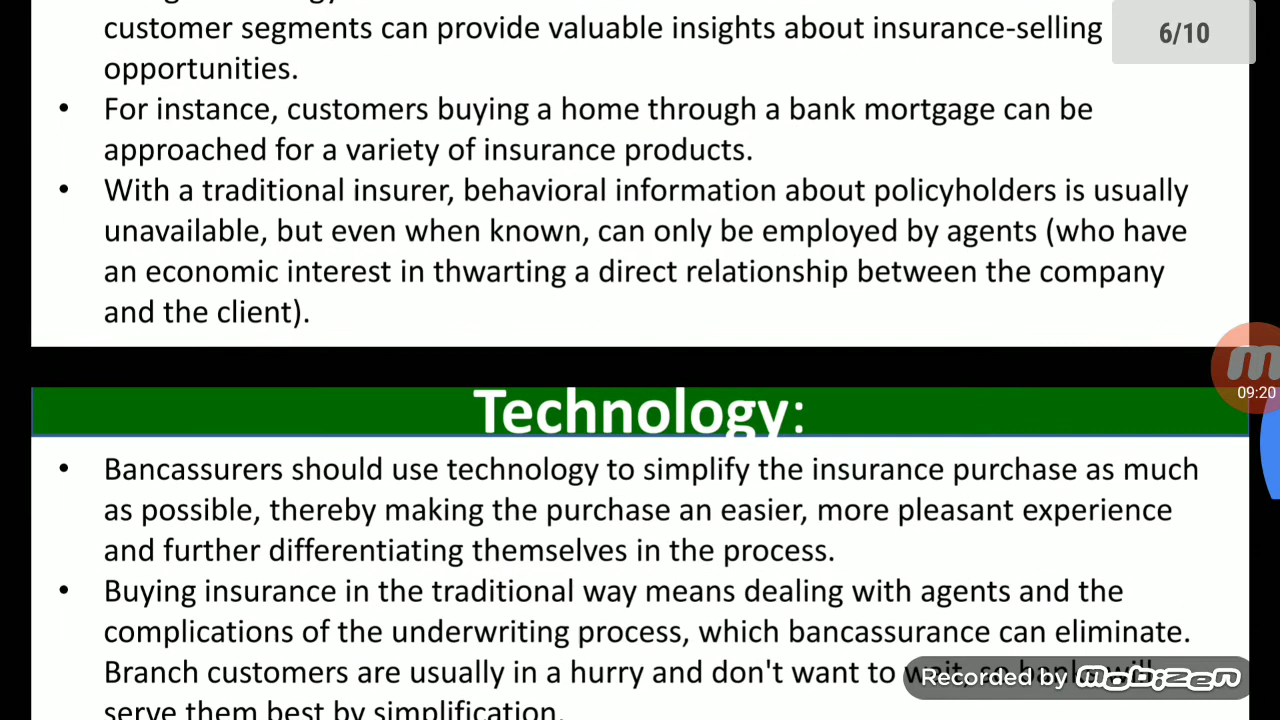 customer segments can provide valuable insights about insurance-selling
opportunities.
6/10
• For instance, customers buying a home through a bank mortgage can be
approached for a variety of insurance products.
• With a traditional insurer, behavioral information about policyholders is usually
unavailable, but even when known, can only be employed by agents (who have
an economic interest in thwarting a direct relationship between the company
and the client).
09:20
Technology:
• Bancassurers should use technology to simplify the insurance purchase as much
as possible, thereby making the purchase an easier, more pleasant experience
and further differentiating themselves in the process.
• Buying insurance in the traditional way means dealing with agents and the
complications of the underwriting process, which bancassurance can eliminate.
Branch customers are usually in a hurry and don't want to
Recorded by mobizen
serve them best by simplification.